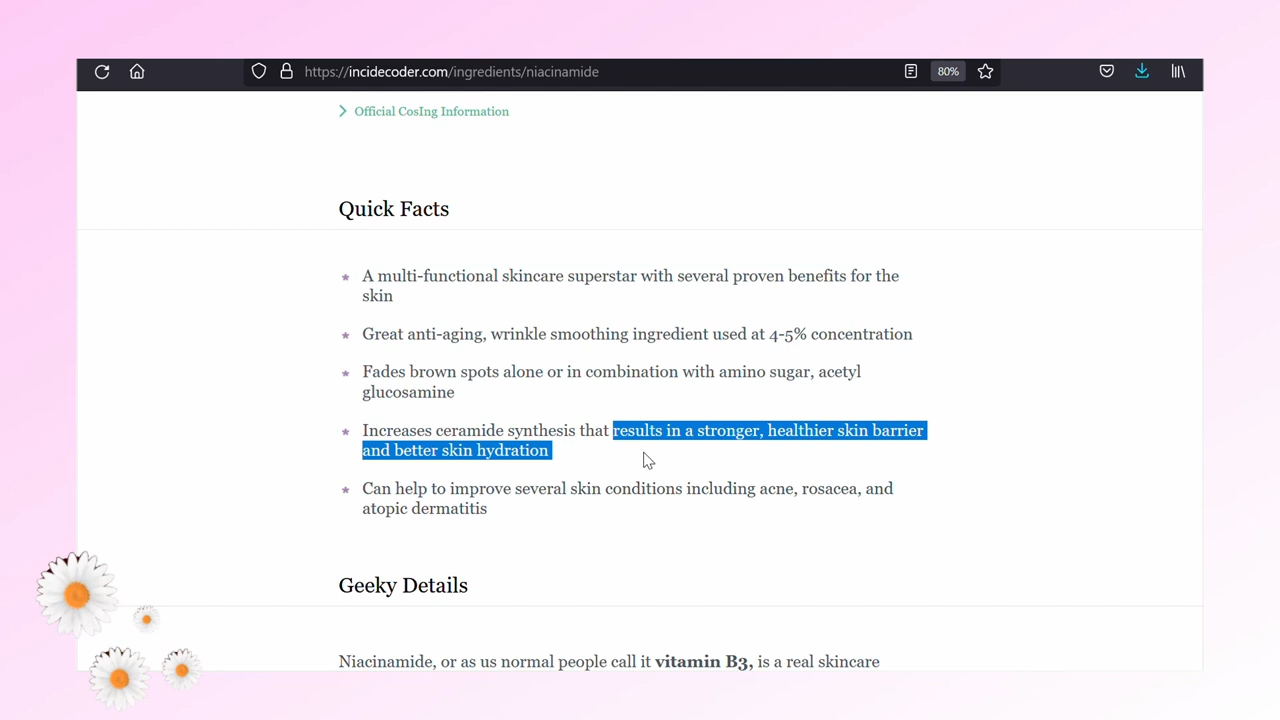 https://incidecoder.com/ingredients/niacinamide
80%
Official CosIng Information
Quick Facts
A multi-functional skincare superstar with several proven benefits for the
skin
Great anti-aging, wrinkle smoothing ingredient used at 4-5% concentration
Fades brown spots alone or in combination with amino sugar, acetyl
glucosamine
Increases ceramide synthesis that results in a stronger, healthier skin barrier
and better skin hydration
Can help to improve several skin conditions including acne, rosacea, and
atopic dermatitis
Geeky Details
Niacinamide, or as us normal people call it vitamin B3, is a real skincare